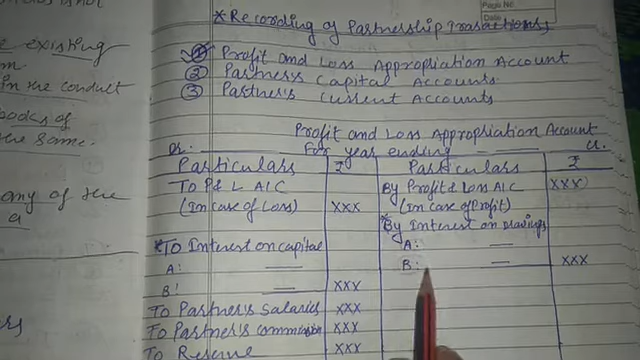 Page No
Date
*Recording of Partnership Transactions
① Profit and Loss Appropriation Account
② Partner's Capital Accounts.
③ Partner's Current Accounts
Profit and Loss Appropriation Account
Dr. For year ending Cr.
Particulars ₹ Particulars ₹
To P & L A/C By Profit & Loss A/C XXX
(In case of Loss) XXX (In case of Profit)
*By Interest on drawings
*To Interest on capital A:
A: B: XXX
B: XXX
To Partner's Salaries XXX
To Partner's commission XXX
To Reserve XXX
existing
in the conduct
books of
the same.
any of the
a